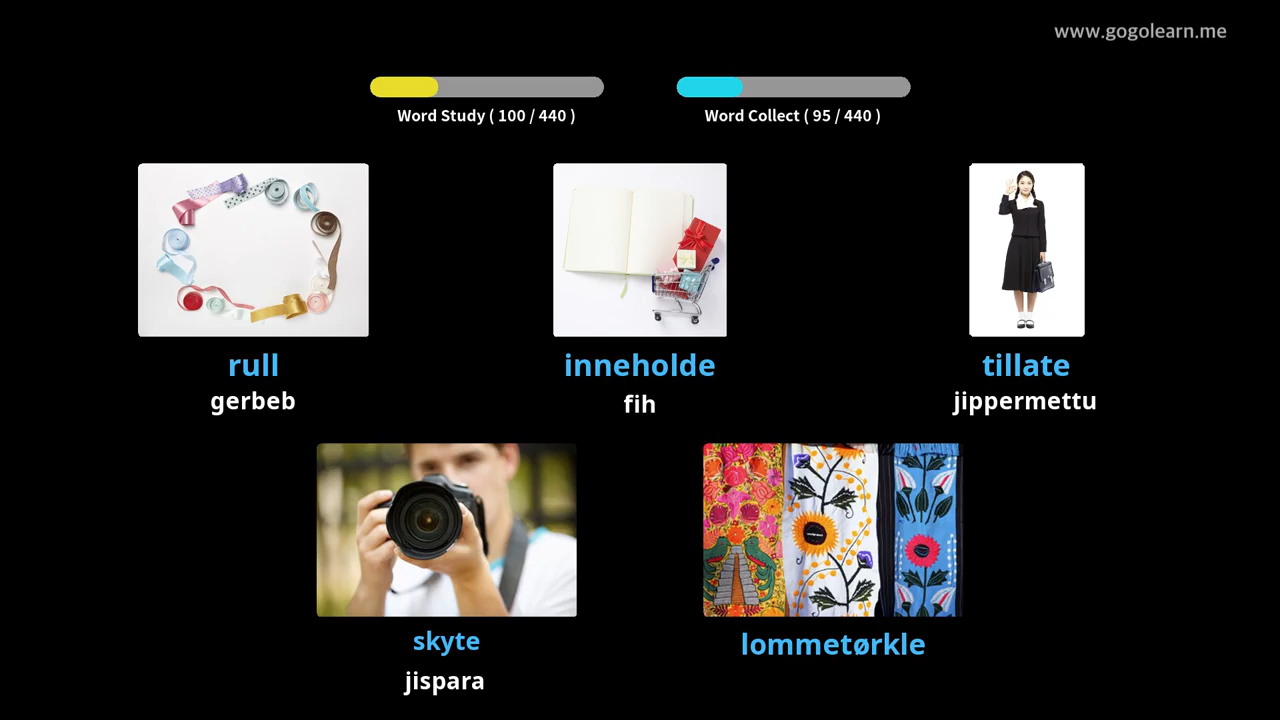 www.gogolearn.me
Word Study ( 100 / 440 )
Word Collect ( 95 / 440 )
rull
gerbeb
inneholde
fih
tillate
jippermettu
skyte
jispara
lommetørkle